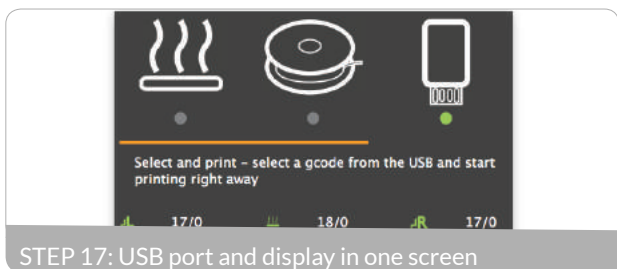 Select and print – select a gcode from the USB and start
printing right away
L 17/0 18/0 R 17/0
STEP 17: USB port and display in one screen